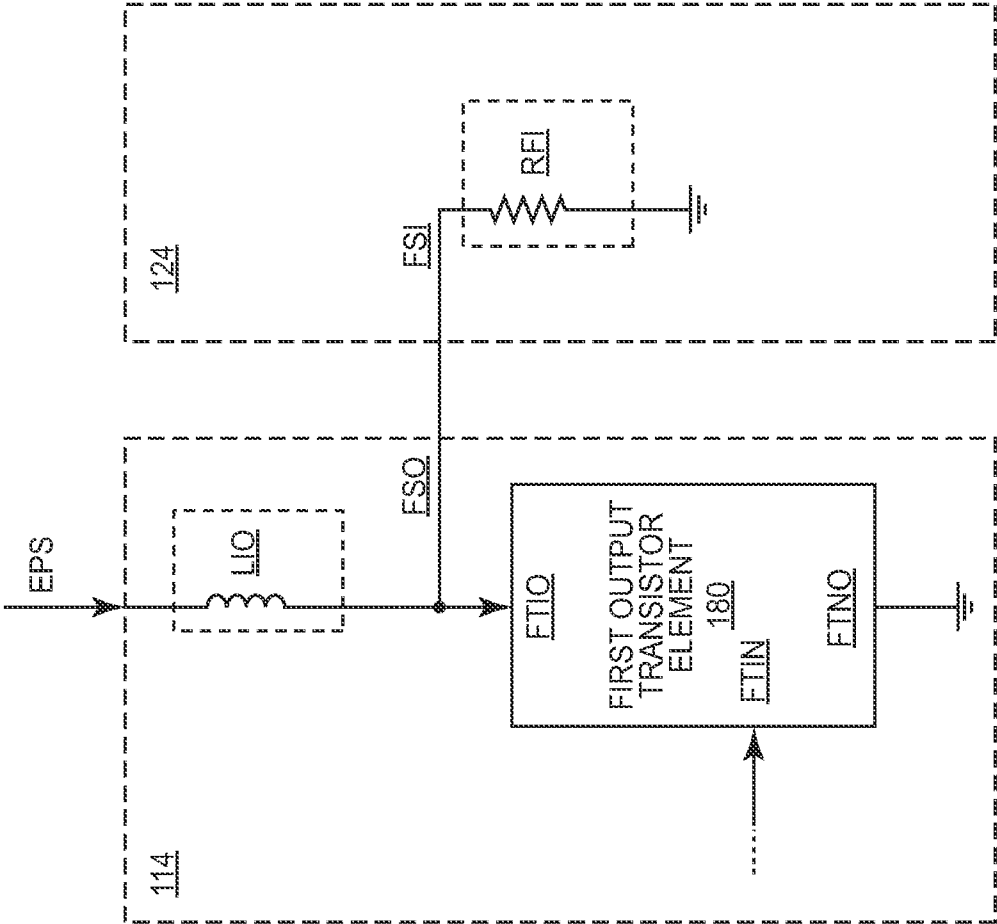 124
RFI
FSI
EPS
LIO
FSO
FTIO
FIRST OUTPUT
TRANSISTOR
ELEMENT
180
FTIN
FTNO
114